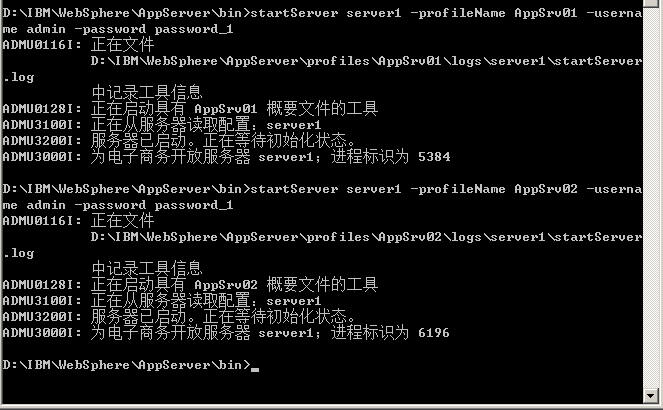 D:\IBM\WebSphere\AppServer\bin>startServer server1 -profileName AppSrv01 -userna
me admin -password password_1
ADMU0116I: 正在文件
D:\IBM\WebSphere\AppServer\profiles\AppSrv01\logs\server1\startServer
.log
中记录工具信息
ADMU0128I: 正在启动具有 AppSrv01 概要文件的工具
ADMU3100I: 正在从服务器读取配置：server1
ADMU3200I: 服务器已启动。正在等待初始化状态。
ADMU3000I: 为电子商务开放服务器 server1；进程标识为 5384
D:\IBM\WebSphere\AppServer\bin>startServer server1 -profileName AppSrv02 -userna
me admin -password password_1
ADMU0116I: 正在文件
D:\IBM\WebSphere\AppServer\profiles\AppSrv02\logs\server1\startServer
.log
中记录工具信息
ADMU0128I: 正在启动具有 AppSrv02 概要文件的工具
ADMU3100I: 正在从服务器读取配置：server1
ADMU3200I: 服务器已启动。正在等待初始化状态。
ADMU3000I: 为电子商务开放服务器 server1；进程标识为 6196
D:\IBM\WebSphere\AppServer\bin>_